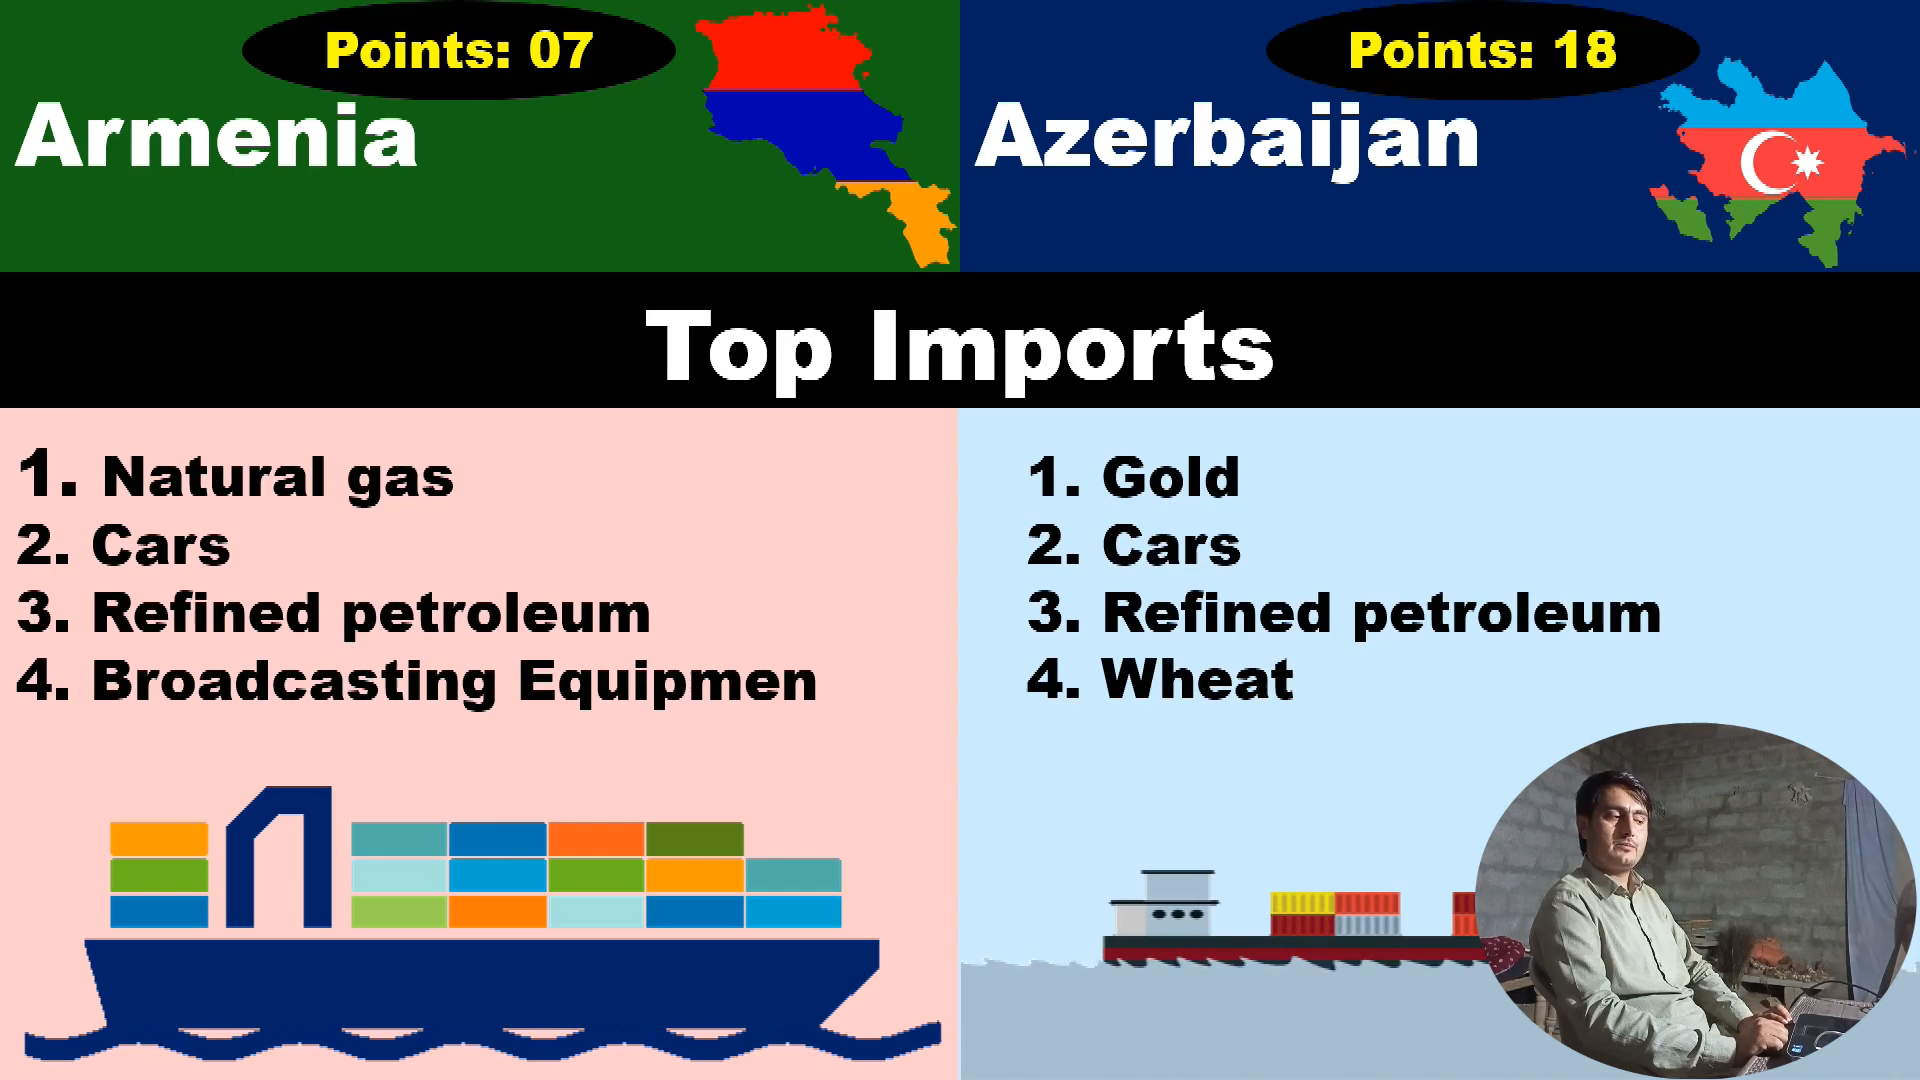 Points: 07
Armenia
Points: 18
Azerbaijan
Top Imports
1. Natural gas
2. Cars
3. Refined petroleum
4. Broadcasting Equipmen
1. Gold
2. Cars
3. Refined petroleum
4. Wheat